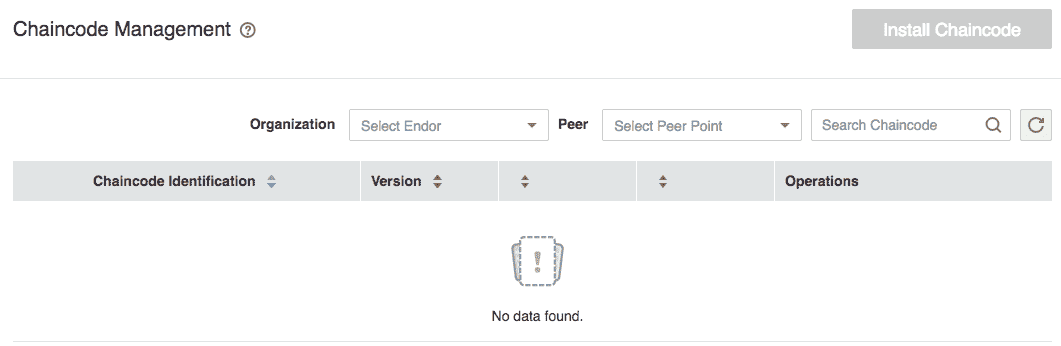 Chaincode Management ?
Install Chaincode
Organization Select Endor Peer Select Peer Point Search Chaincode
Chaincode Identification Version Operations
No data found.